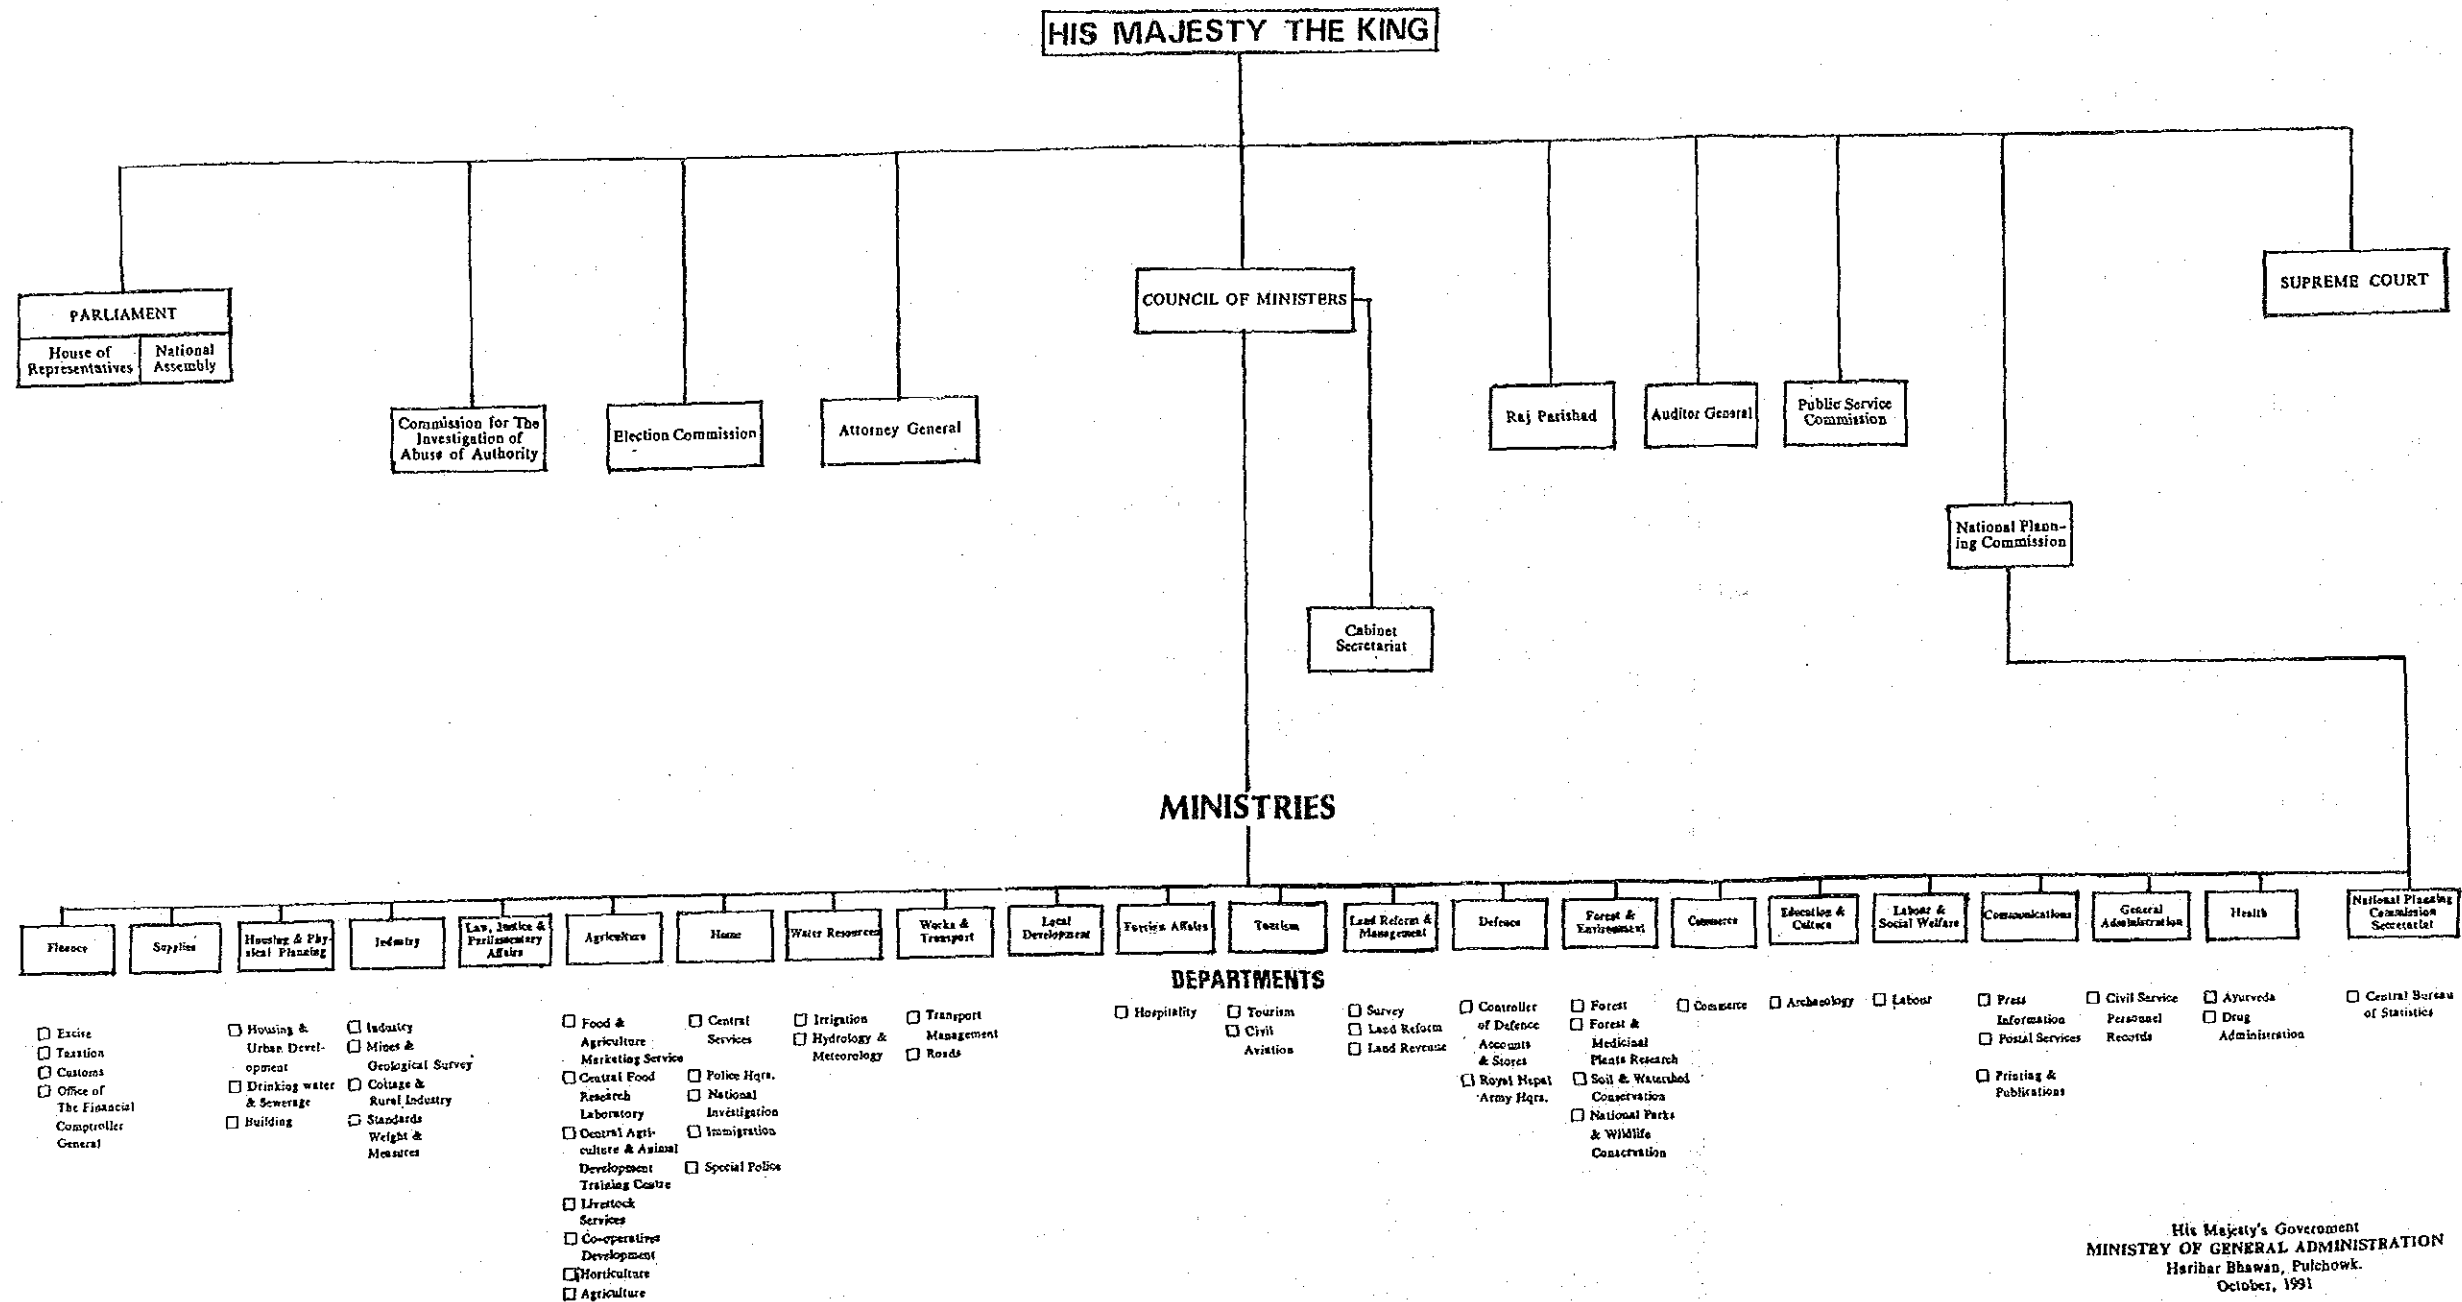 HIS MAJESTY THE KING
PARLIAMENT
House of
Representatives
National
Assembly
Commission for The
Investigation of
Abuse of Authority
Election Commission
Attorney General
COUNCIL OF MINISTERS
Cabinet
Secretariat
Raj Parishad
Auditor General
Public Service
Commission
National Plann-
ing Commission
SUPREME COURT
MINISTRIES
Finance
Supplies
Housing & Phy-
sical Planning
Industry
Law, Justice &
Parliamentary
Affairs
Agriculture
Home
Water Resources
Works &
Transport
Local
Development
Foreign Affairs
Tourism
Land Reform &
Management
Defence
Forest &
Environment
Commerce
Education &
Culture
Labour &
Social Welfare
Communications
General
Administration
Health
National Planning
Commission
Secretariat
DEPARTMENTS
Excise
Taxation
Customs
Office of
The Financial
Comptroller
General
Housing &
Urban Devel-
opment
Drinking water
& Sewerage
Building
Industry
Mines &
Geological Survey
Cottage &
Rural Industry
Standards
Weight &
Measures
Food &
Agriculture
Marketing Service
Central Food
Research
Laboratory
Central Agri-
culture & Animal
Development
Training Centre
Livestock
Services
Co-operative
Development
Horticulture
Agriculture
Central
Services
Police Hqrs.
National
Investigation
Immigration
Special Police
Irrigation
Hydrology &
Meteorology
Transport
Management
Roads
Hospitality
Tourism
Civil
Aviation
Survey
Land Reform
Land Revenue
Controller
of Defence
Accounts
& Stores
Royal Nepal
Army Hqrs.
Forest
Forest &
Medicinal
Plants Research
Soil & Watershed
Conservation
National Parks
& Wildlife
Conservation
Commerce
Archaeology
Labour
Press
Information
Postal Services
Printing &
Publications
Civil Service
Personnel
Records
Ayurveda
Drug
Administration
Central Bureau
of Statistics
His Majesty's Government
MINISTRY OF GENERAL ADMINISTRATION
Harihar Bhawan, Pulchowk.
October, 1991